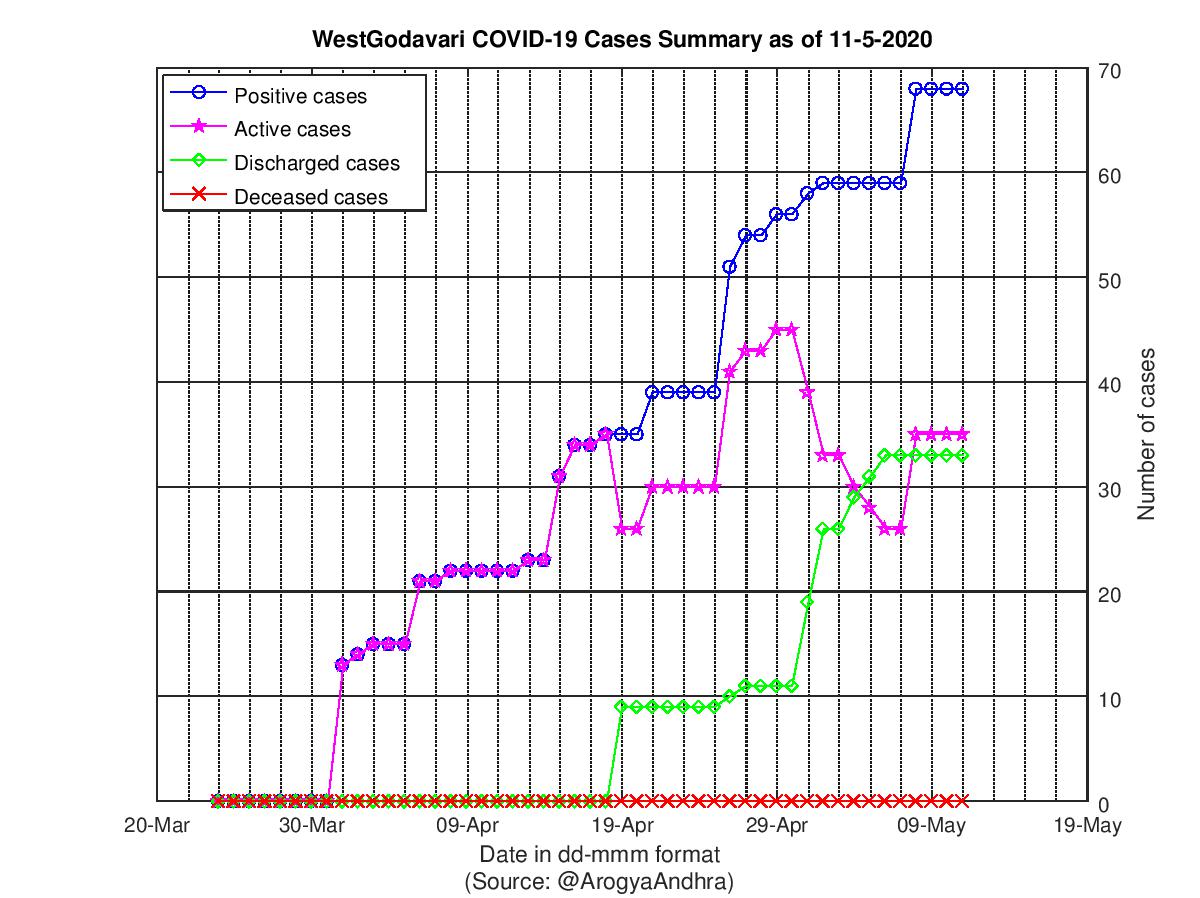 WestGodavari COVID-19 Cases Summary as of 11-5-2020
Positive cases
Active cases
Discharged cases
Deceased cases
70
60
50
40
30
20
10
0
Number of cases
20-Mar 30-Mar 09-Apr 19-Apr 29-Apr 09-May 19-May
Date in dd-mmm format
(Source: @ArogyaAndhra)